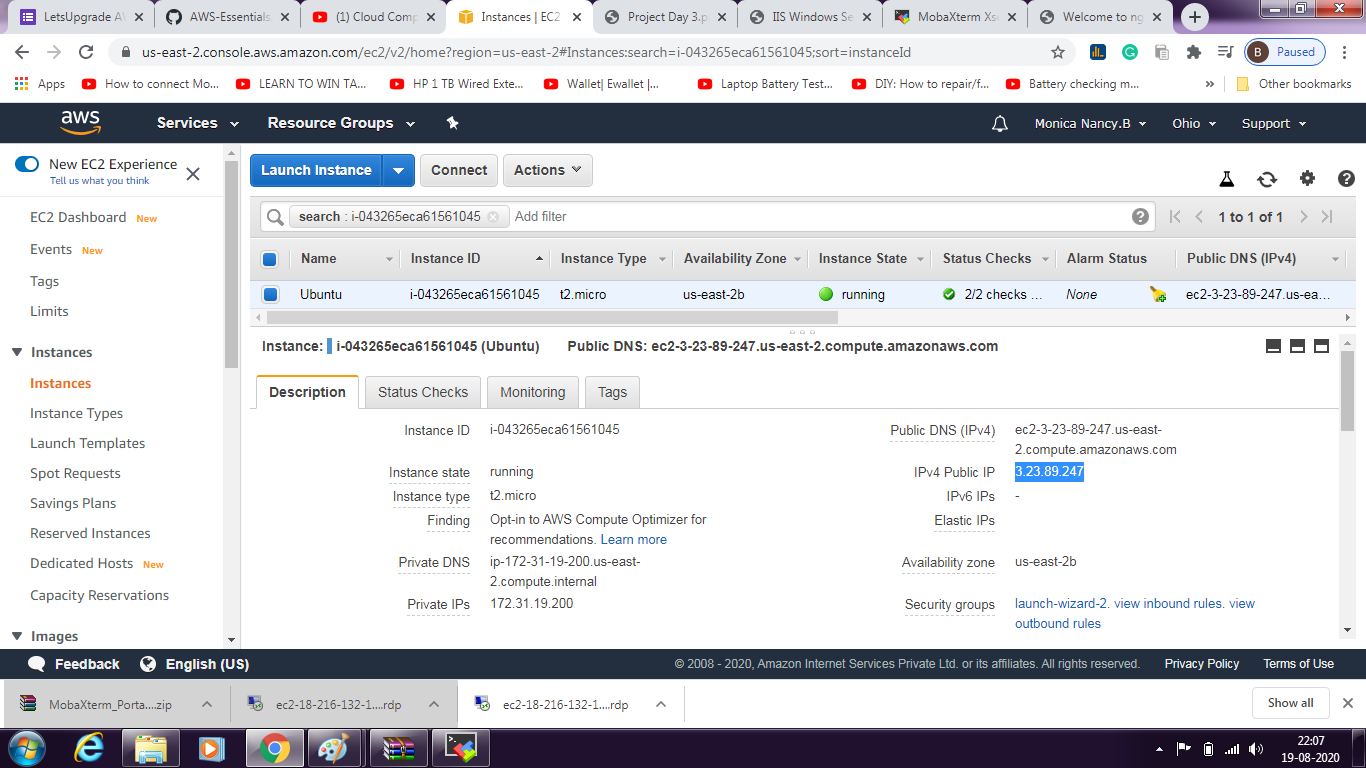 LetsUpgrade AW
AWS-Essentials
(1) Cloud Comp
Instances | EC2
Project Day 3.p
IIS Windows Se
MobaXterm Xse
Welcome to ng
us-east-2.console.aws.amazon.com/ec2/v2/home?region=us-east-2#Instances:search=i-043265eca61561045;sort=instanceId
B Paused
Apps
How to connect Mo...
LEARN TO WIN TA...
HP 1 TB Wired Exte...
Wallet| Ewallet |...
Laptop Battery Test...
DIY: How to repair/f...
Battery checking m...
»
Other bookmarks
aws
Services
Resource Groups
Monica Nancy.B
Ohio
Support
New EC2 Experience
Tell us what you think
EC2 Dashboard New
Events New
Tags
Limits
Instances
Instances
Instance Types
Launch Templates
Spot Requests
Savings Plans
Reserved Instances
Dedicated Hosts New
Capacity Reservations
Images
Launch Instance
Connect
Actions
search : i-043265eca61561045
Add filter
1 to 1 of 1
Name
Instance ID
Instance Type
Availability Zone
Instance State
Status Checks
Alarm Status
Public DNS (IPv4)
Ubuntu
i-043265eca61561045
t2.micro
us-east-2b
running
2/2 checks ...
None
ec2-3-23-89-247.us-ea...
Instance: i-043265eca61561045 (Ubuntu)
Public DNS: ec2-3-23-89-247.us-east-2.compute.amazonaws.com
Description
Status Checks
Monitoring
Tags
Instance ID i-043265eca61561045
Instance state running
Instance type t2.micro
Finding Opt-in to AWS Compute Optimizer for
recommendations. Learn more
Private DNS ip-172-31-19-200.us-east-
2.compute.internal
Private IPs 172.31.19.200
Public DNS (IPv4) ec2-3-23-89-247.us-east-
2.compute.amazonaws.com
IPv4 Public IP 3.23.89.247
IPv6 IPs -
Elastic IPs
Availability zone us-east-2b
Security groups launch-wizard-2. view inbound rules. view
outbound rules
Feedback
English (US)
© 2008 - 2020, Amazon Internet Services Private Ltd. or its affiliates. All rights reserved.
Privacy Policy
Terms of Use
MobaXterm_Porta....zip
ec2-18-216-132-1....rdp
ec2-18-216-132-1....rdp
Show all
22:07
19-08-2020